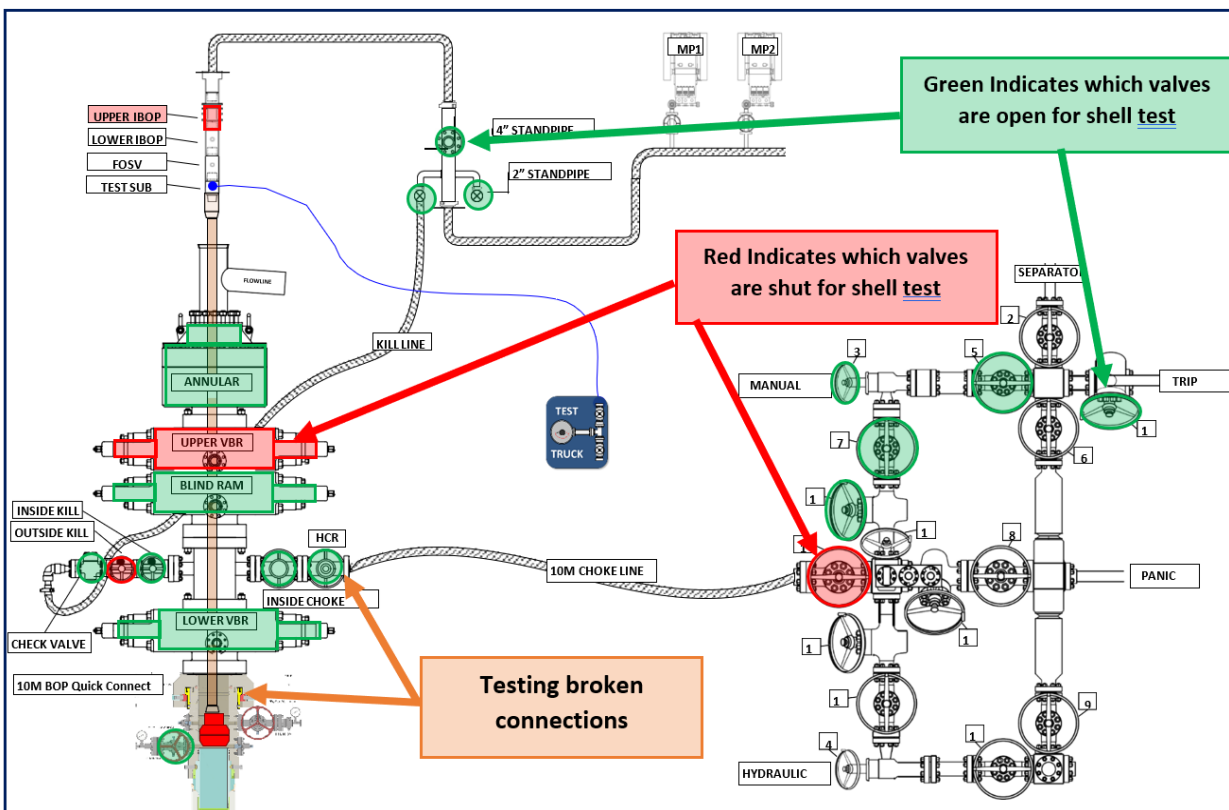 MP1
MP2
Green Indicates which valves
are open for shell test
UPPER IBOP
LOWER IBOP
FOSV
TEST SUB
4” STANDPIPE
2” STANDPIPE
Red Indicates which valves
are shut for shell test
FLOWLINE
SEPARATOR
2
KILL LINE
3
5
MANUAL
TRIP
ANNULAR
TEST
TRUCK
1
UPPER VBR
7
6
BLIND RAM
INSIDE KILL
OUTSIDE KILL
1
1
HCR
1
8
10M CHOKE LINE
PANIC
INSIDE CHOKE
LOWER VBR
CHECK VALVE
1
1
10M BOP Quick Connect
Testing broken
connections
1
9
4
1
HYDRAULIC